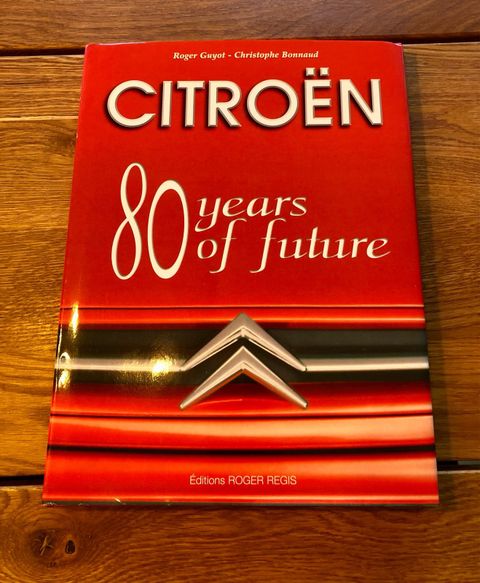 Roger Guyot - Christophe Bonnaud
CITROËN
80 years
of future
Éditions ROGER REGIS